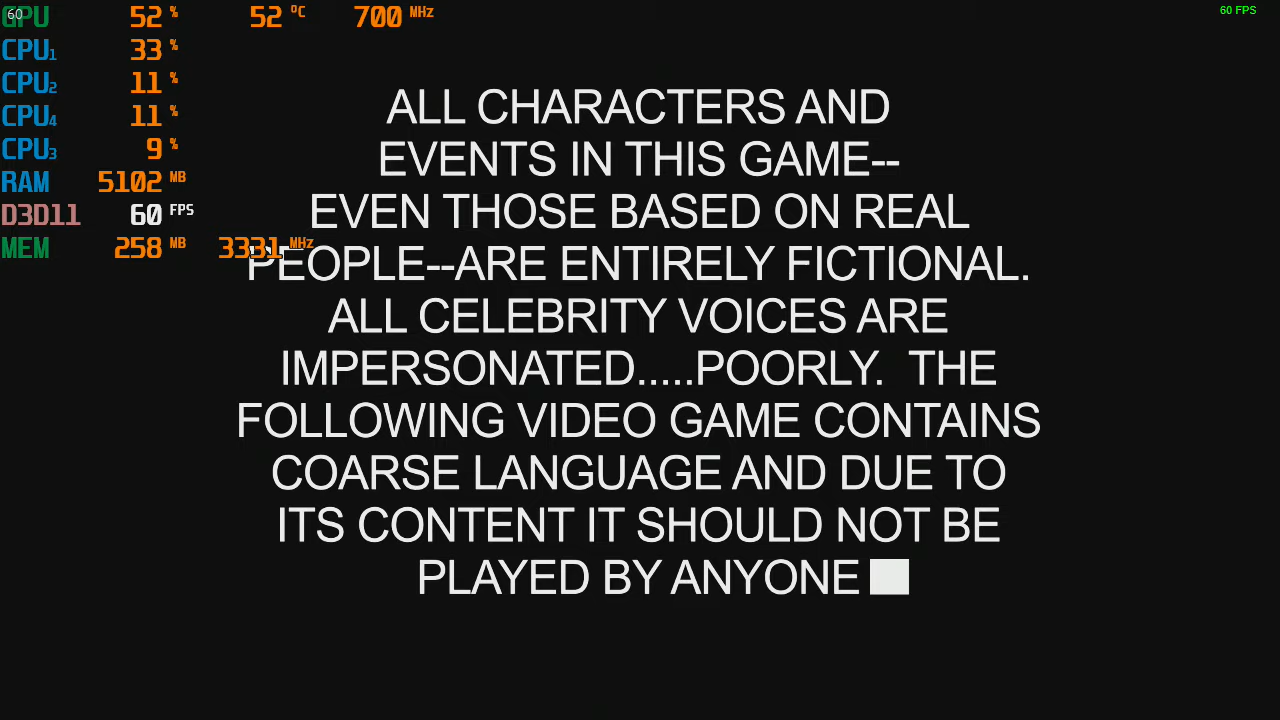 60
GPU 52 % 52 °C 700 MHz
60 FPS
CPU1 33 %
CPU2 11 %
CPU4 11 %
CPU3 9 %
RAM 5102 MB
D3D11 60 FPS
MEM 258 MB 3331 MHz
ALL CHARACTERS AND
EVENTS IN THIS GAME--
EVEN THOSE BASED ON REAL
PEOPLE--ARE ENTIRELY FICTIONAL.
ALL CELEBRITY VOICES ARE
IMPERSONATED.....POORLY. THE
FOLLOWING VIDEO GAME CONTAINS
COARSE LANGUAGE AND DUE TO
ITS CONTENT IT SHOULD NOT BE
PLAYED BY ANYONE